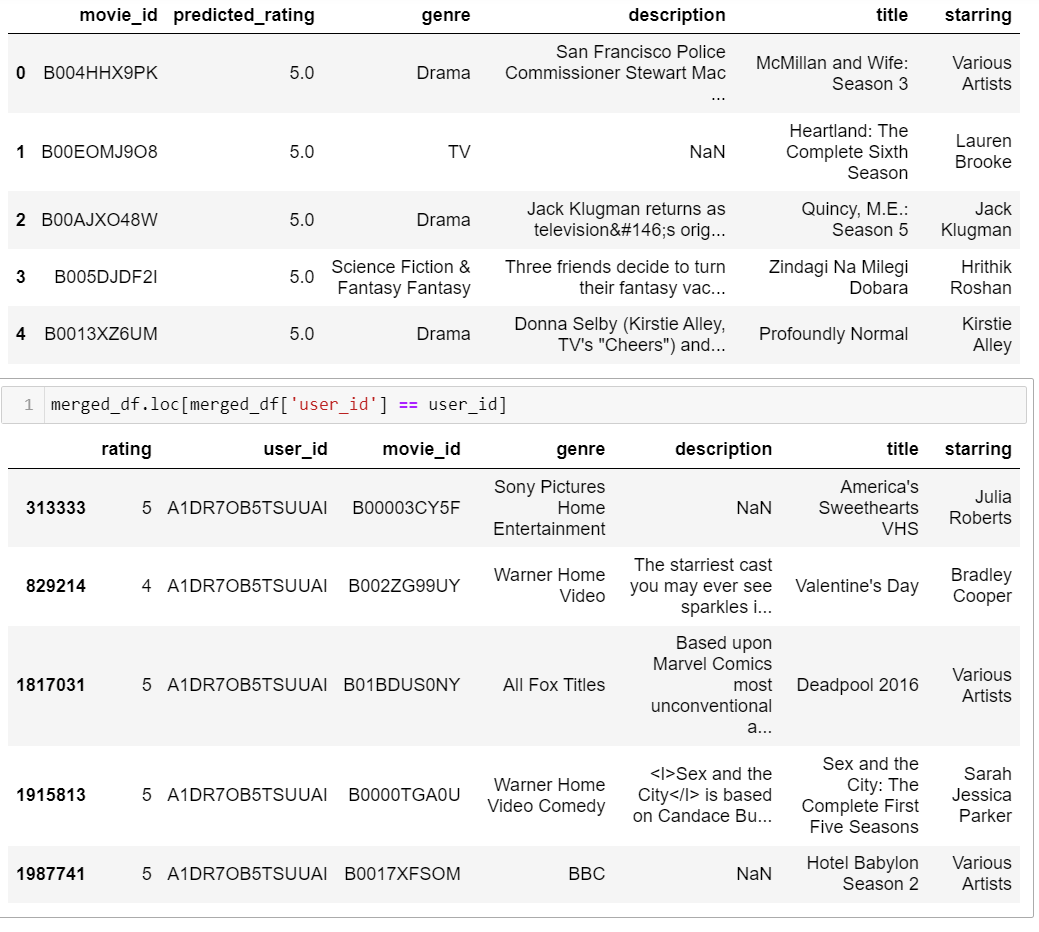 movie_id predicted_rating genre description title starring
San Francisco Police
0 B004HHX9PK 5.0 Drama Commissioner Stewart Mac McMillan and Wife: Various
... Season 3 Artists
1 B00EOMJ9O8 5.0 TV NaN Heartland: The Complete Sixth Season Lauren Brooke
2 B00AJXO48W 5.0 Drama Jack Klugman returns as television&#146;s orig... Quincy, M.E.: Season 5 Jack Klugman
3 B005DJDF2I 5.0 Science Fiction & Fantasy Fantasy Three friends decide to turn their fantasy vac... Zindagi Na Milegi Dobara Hrithik Roshan
4 B0013XZ6UM 5.0 Drama Donna Selby (Kirstie Alley, TV's "Cheers") and... Profoundly Normal Kirstie Alley
1 merged_df.loc[merged_df['user_id'] == user_id]
rating user_id movie_id genre description title starring
313333 5 A1DR7OB5TSUUAI B00003CY5F Sony Pictures Home Entertainment NaN America's Sweethearts VHS Julia Roberts
829214 4 A1DR7OB5TSUUAI B002ZG99UY Warner Home Video The starriest cast you may ever see sparkles i... Valentine's Day Bradley Cooper
1817031 5 A1DR7OB5TSUUAI B01BDUS0NY All Fox Titles Based upon Marvel Comics most unconventional a... Deadpool 2016 Various Artists
1915813 5 A1DR7OB5TSUUAI B0000TGA0U Warner Home Video Comedy <I>Sex and the City</I> is based on Candace Bu... Sex and the City: The Complete First Five Seasons Sarah Jessica Parker
1987741 5 A1DR7OB5TSUUAI B0017XFSOM BBC NaN Hotel Babylon Season 2 Various Artists